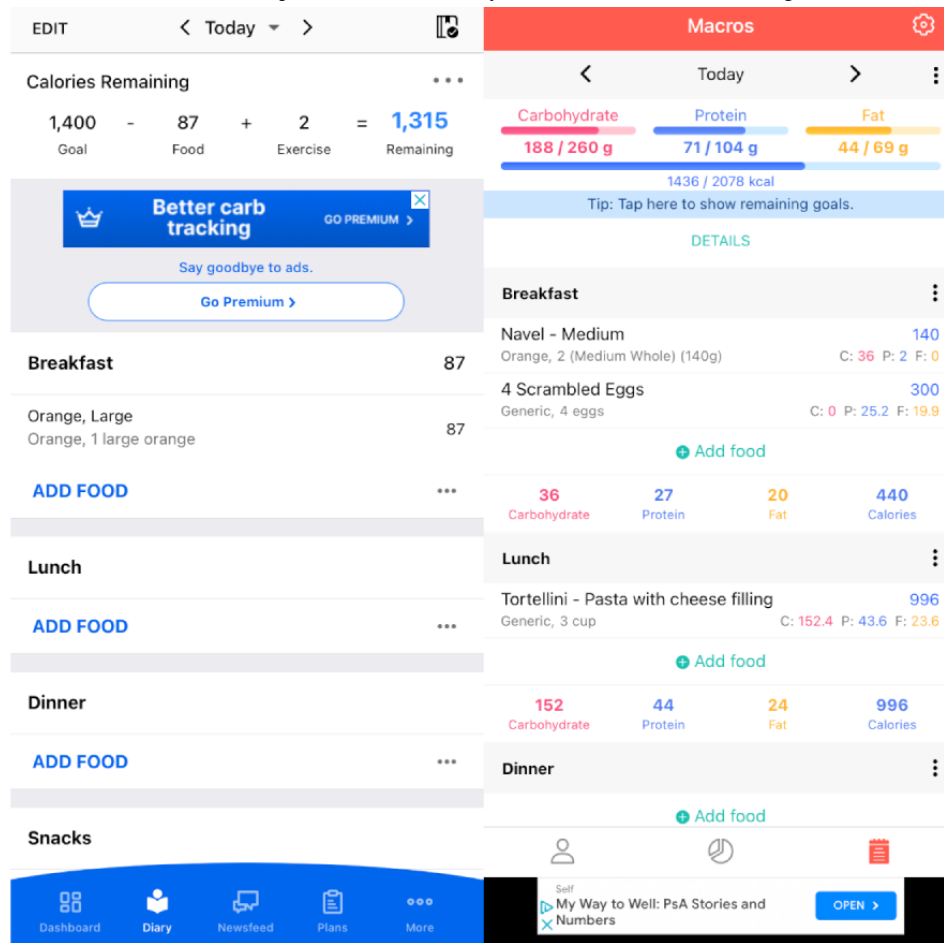 EDIT
Today
Calories Remaining
1,400 - 87 + 2 = 1,315
Goal Food Exercise Remaining
Better carb
tracking
GO PREMIUM >
Say goodbye to ads.
Go Premium >
Breakfast 87
Orange, Large
Orange, 1 large orange
87
ADD FOOD
Lunch
ADD FOOD
Dinner
ADD FOOD
Snacks
Dashboard Diary Newsfeed Plans More
Macros
Today
Carbohydrate Protein Fat
188 / 260 g 71 / 104 g 44 / 69 g
1436 / 2078 kcal
Tip: Tap here to show remaining goals.
DETAILS
Breakfast
Navel - Medium 140
Orange, 2 (Medium Whole) (140g) C: 36 P: 2 F: 0
4 Scrambled Eggs 300
Generic, 4 eggs C: 0 P: 25.2 F: 19.9
Add food
36 27 20 440
Carbohydrate Protein Fat Calories
Lunch
Tortellini - Pasta with cheese filling 996
Generic, 3 cup C: 152.4 P: 43.6 F: 23.6
Add food
152 44 24 996
Carbohydrate Protein Fat Calories
Dinner
Add food
Self
My Way to Well: PsA Stories and
Numbers
OPEN >